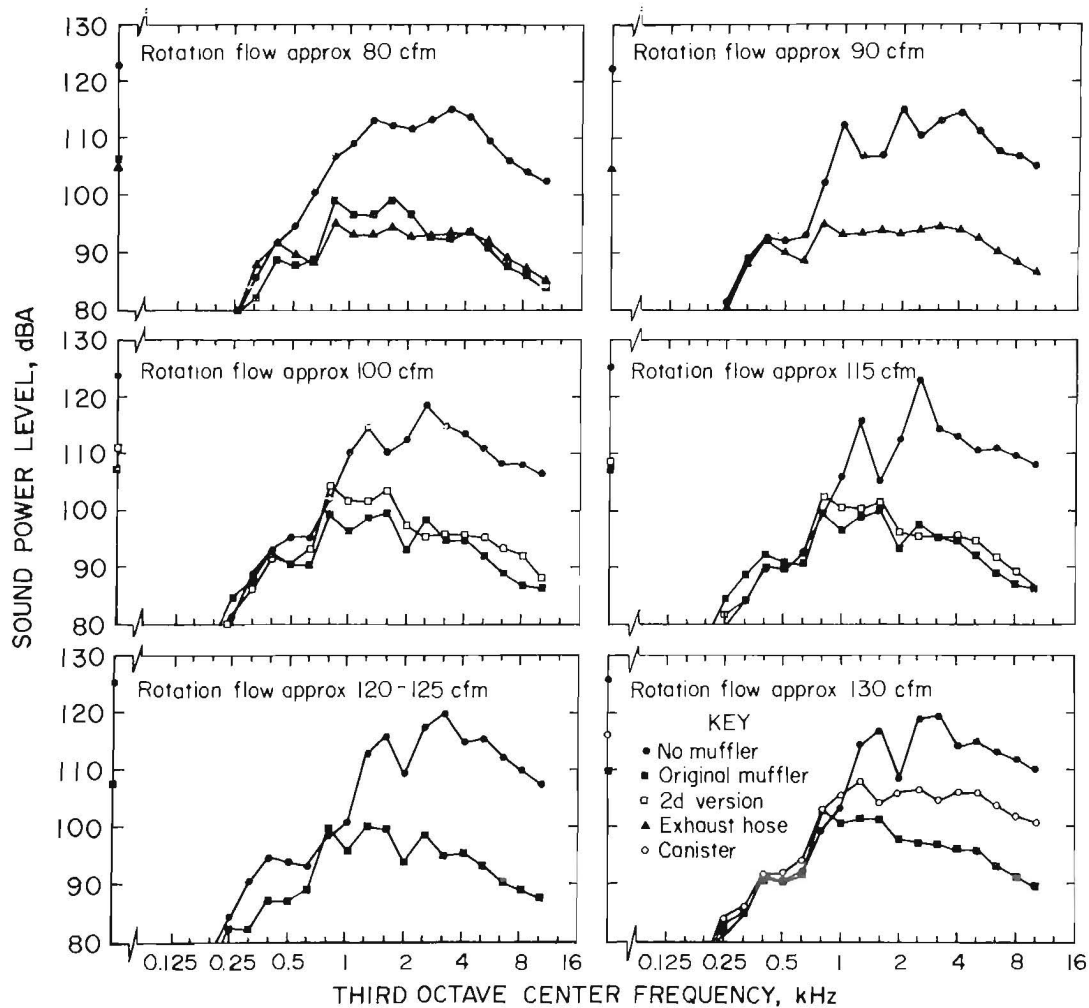 SOUND POWER LEVEL, dBA
130
120
110
100
90
80
Rotation flow approx 80 cfm
Rotation flow approx 90 cfm
130
120
110
100
90
80
Rotation flow approx 100 cfm
Rotation flow approx 115 cfm
130
120
110
100
90
80
Rotation flow approx 120-125 cfm
Rotation flow approx 130 cfm
KEY
No muffler
Original muffler
2d version
Exhaust hose
Canister
0.125 0.25 0.5 1 2 4 8 16
0.125 0.25 0.5 1 2 4 8 16
THIRD OCTAVE CENTER FREQUENCY, kHz